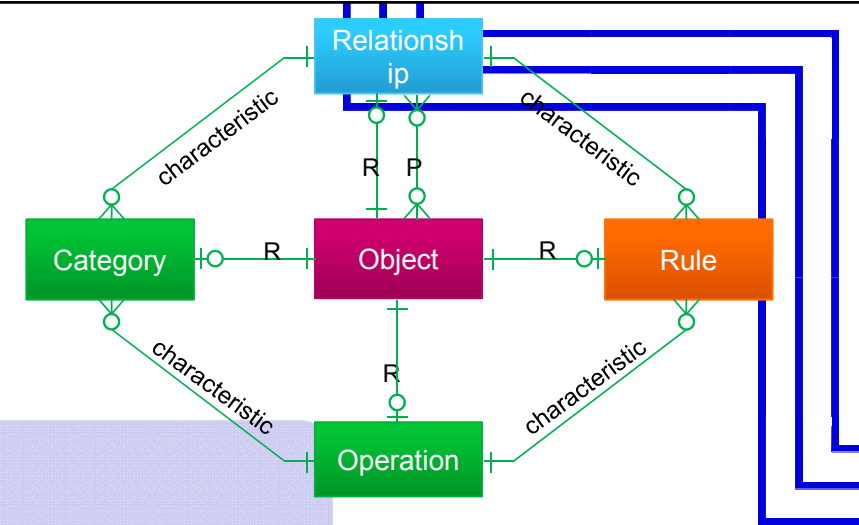 Relationsh
ip
characteristic
characteristic
R
P
Category
R
Object
R
Rule
characteristic
R
characteristic
Operation